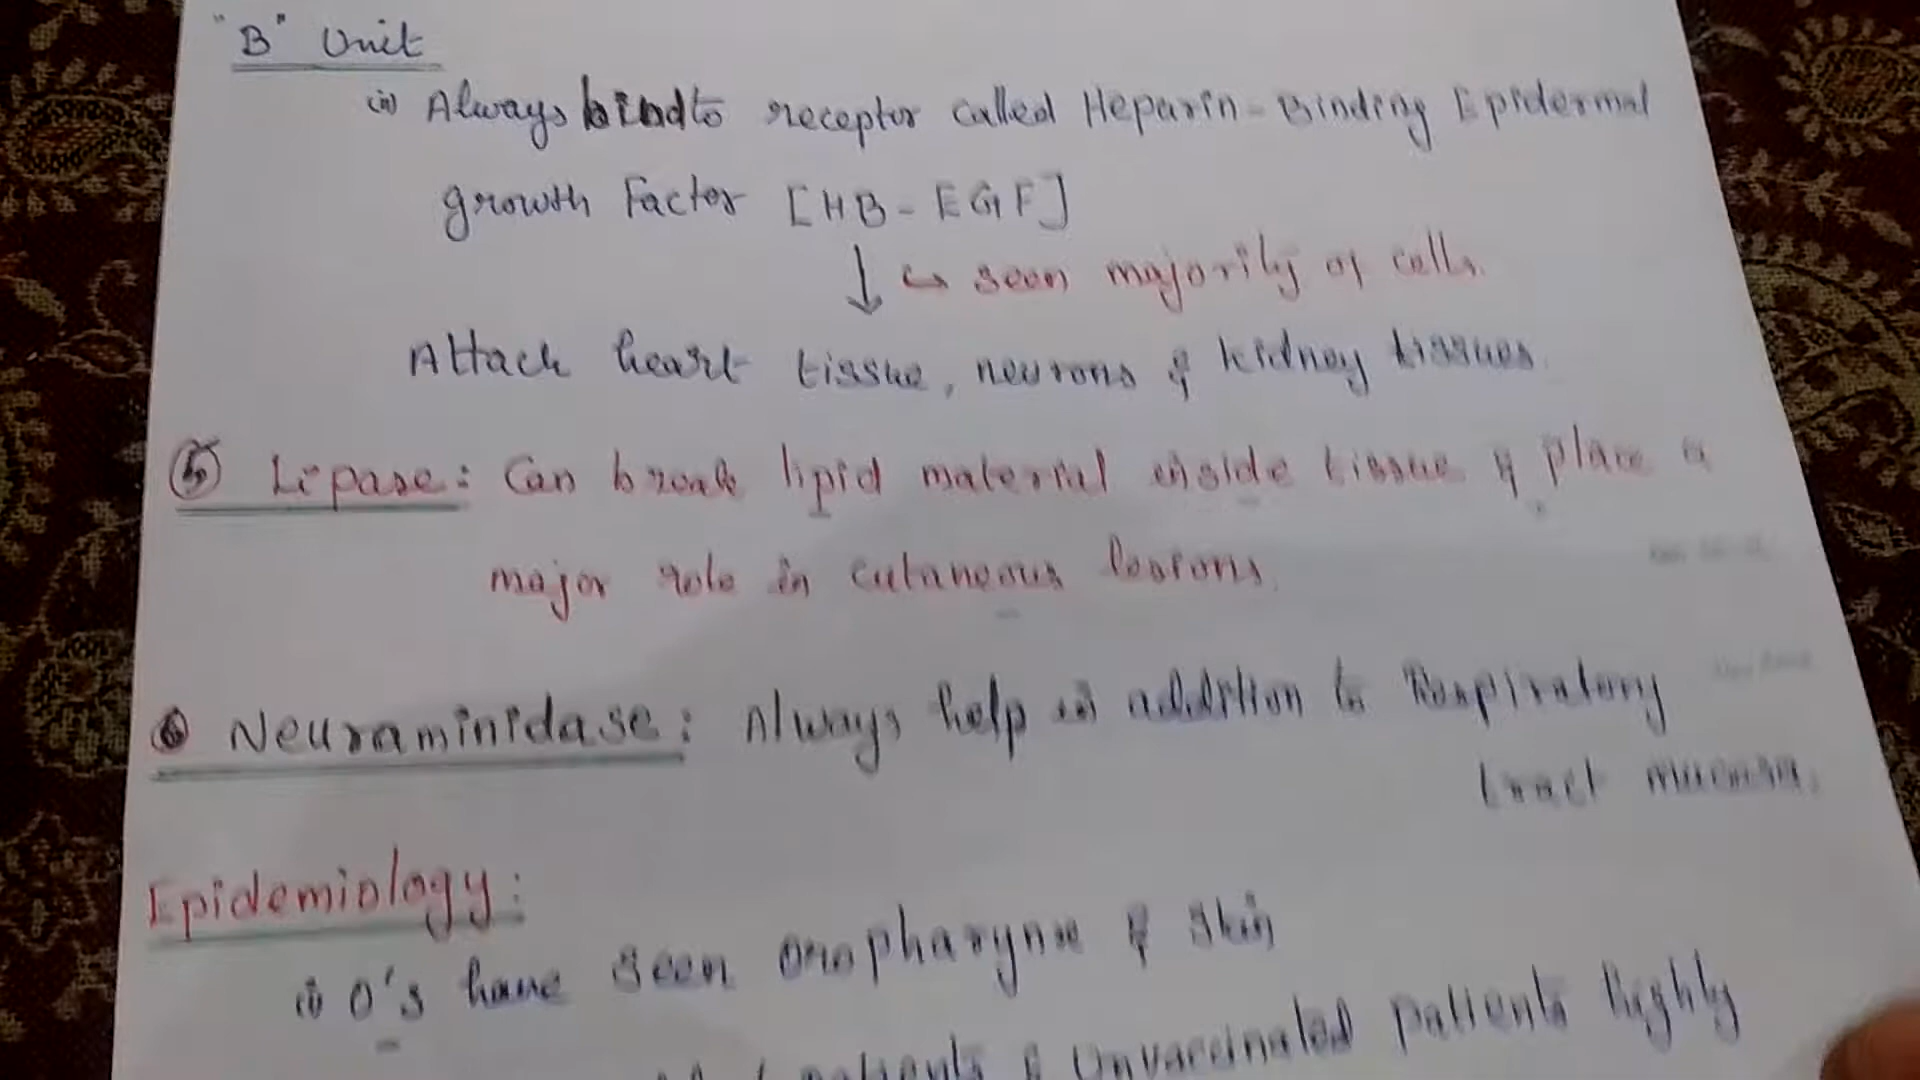 "B" Unit
(ii) Always bind to receptor called Heparin-Binding Epidermal
growth Factor [HB-EGF]
↓ ↪ seen majority of cells.
Attack heart tissue, neurons & kidney tissues.
⑤ Lipase: Can break lipid material inside tissue & place a
major role in cutaneous lesions.
⑥ Neuraminidase: Always help in addition to Respiratory
tract mucosa.
Epidemiology:
(i) O's have seen oropharynx & Skin
patients & Unvaccinated patients highly